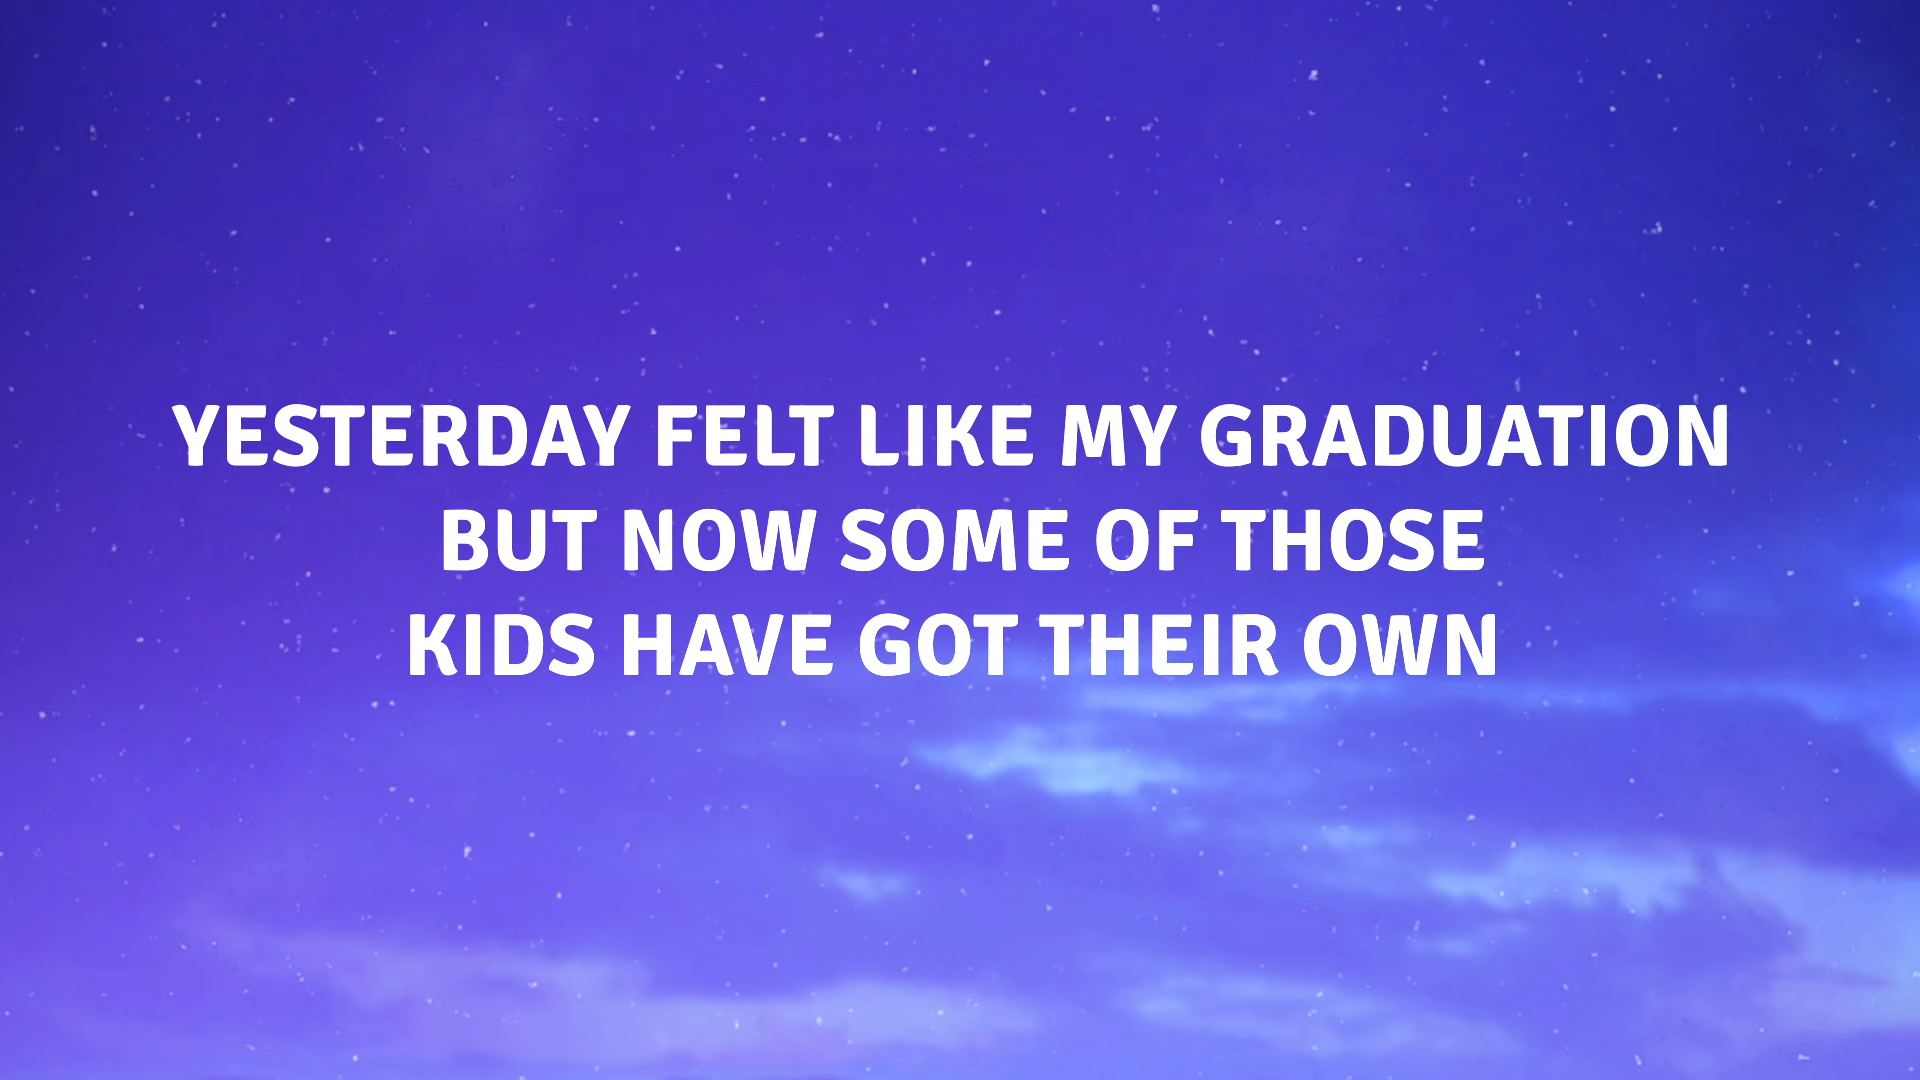 YESTERDAY FELT LIKE MY GRADUATION
BUT NOW SOME OF THOSE
KIDS HAVE GOT THEIR OWN